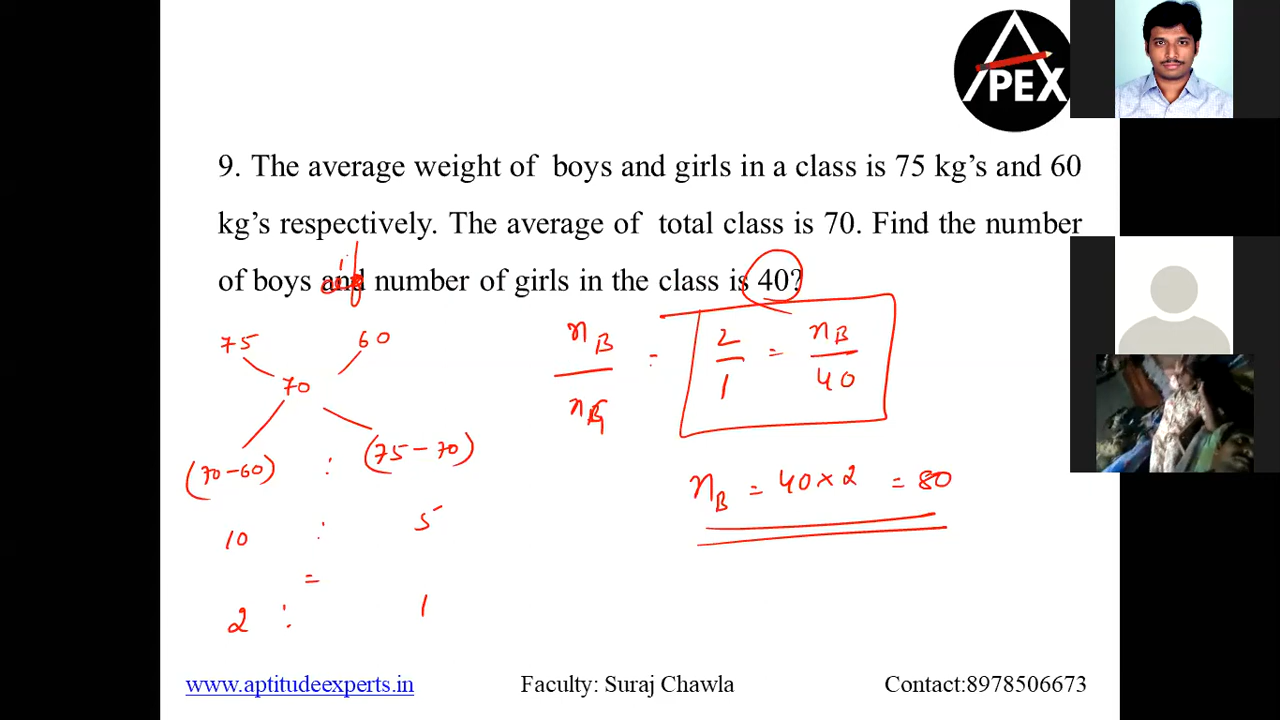 APEX
9. The average weight of boys and girls in a class is 75 kg’s and 60
kg’s respectively. The average of total class is 70. Find the number
if
of boys and number of girls in the class is 40?
75 60
70
(70-60) : (75-70)
10 : 5
=
2 : 1
nB / nG = 2/1 = nB/40
nB = 40×2 = 80
www.aptitudeexperts.in Faculty: Suraj Chawla Contact:8978506673